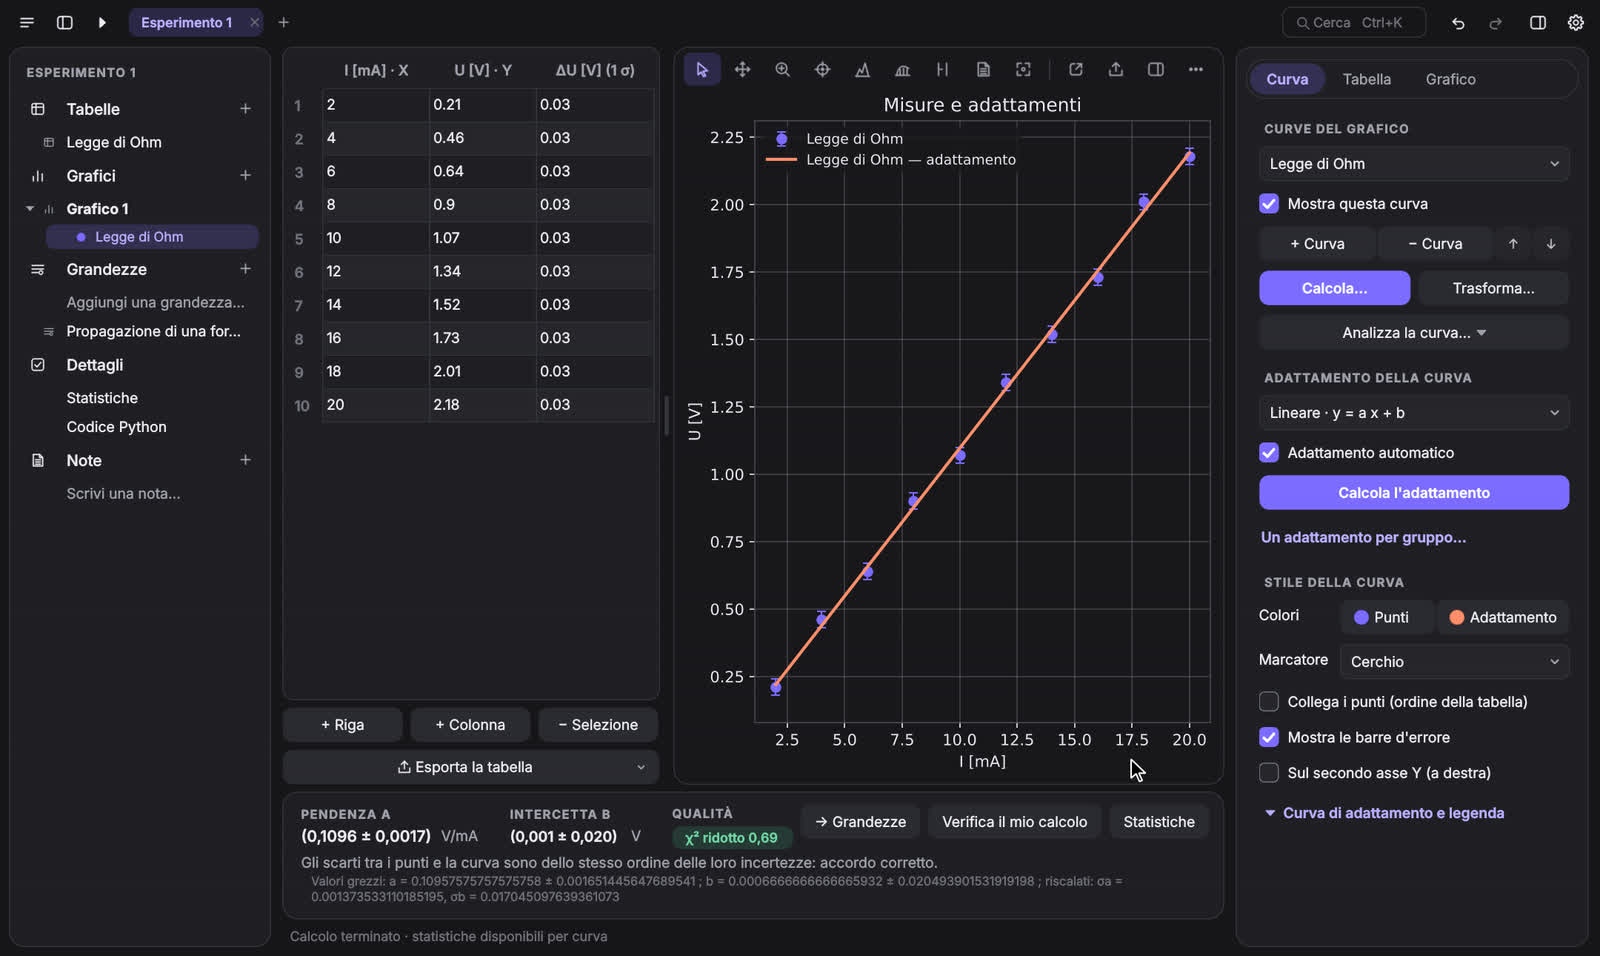 Esperimento 1
Cerca Ctrl+K
ESPERIMENTO 1
Tabelle
Legge di Ohm
Grafici
Grafico 1
Legge di Ohm
Grandezze
Aggiungi una grandezza...
Propagazione di una for...
Dettagli
Statistiche
Codice Python
Note
Scrivi una nota...
I [mA] · X U [V] · Y ΔU [V] (1 σ)
1 2 0.21 0.03
2 4 0.46 0.03
3 6 0.64 0.03
4 8 0.9 0.03
5 10 1.07 0.03
6 12 1.34 0.03
7 14 1.52 0.03
8 16 1.73 0.03
9 18 2.01 0.03
10 20 2.18 0.03
+ Riga + Colonna − Selezione
Esporta la tabella
Misure e adattamenti
Legge di Ohm
Legge di Ohm — adattamento
2.25
2.00
1.75
1.50
1.25
1.00
0.75
0.50
0.25
U [V]
2.5 5.0 7.5 10.0 12.5 15.0 17.5 20.0
I [mA]
PENDENZA A INTERCETTA B QUALITÀ
(0,1096 ± 0,0017) V/mA (0,001 ± 0,020) V χ² ridotto 0,69
→ Grandezze Verifica il mio calcolo Statistiche
Gli scarti tra i punti e la curva sono dello stesso ordine delle loro incertezze: accordo corretto.
Valori grezzi: a = 0.10957575757575758 ± 0.001651445647689541 ; b = 0.0006666666666665932 ± 0.020493901531919198 ; riscalati: σa =
0.00137353310185195, σb = 0.017045097639361073
Calcolo terminato · statistiche disponibili per curva
Curva Tabella Grafico
CURVE DEL GRAFICO
Legge di Ohm
Mostra questa curva
+ Curva − Curva ↑ ↓
Calcola... Trasforma...
Analizza la curva...
ADATTAMENTO DELLA CURVA
Lineare · y = a x + b
Adattamento automatico
Calcola l'adattamento
Un adattamento per gruppo...
STILE DELLA CURVA
Colori Punti Adattamento
Marcatore Cerchio
Collega i punti (ordine della tabella)
Mostra le barre d'errore
Sul secondo asse Y (a destra)
Curva di adattamento e legenda